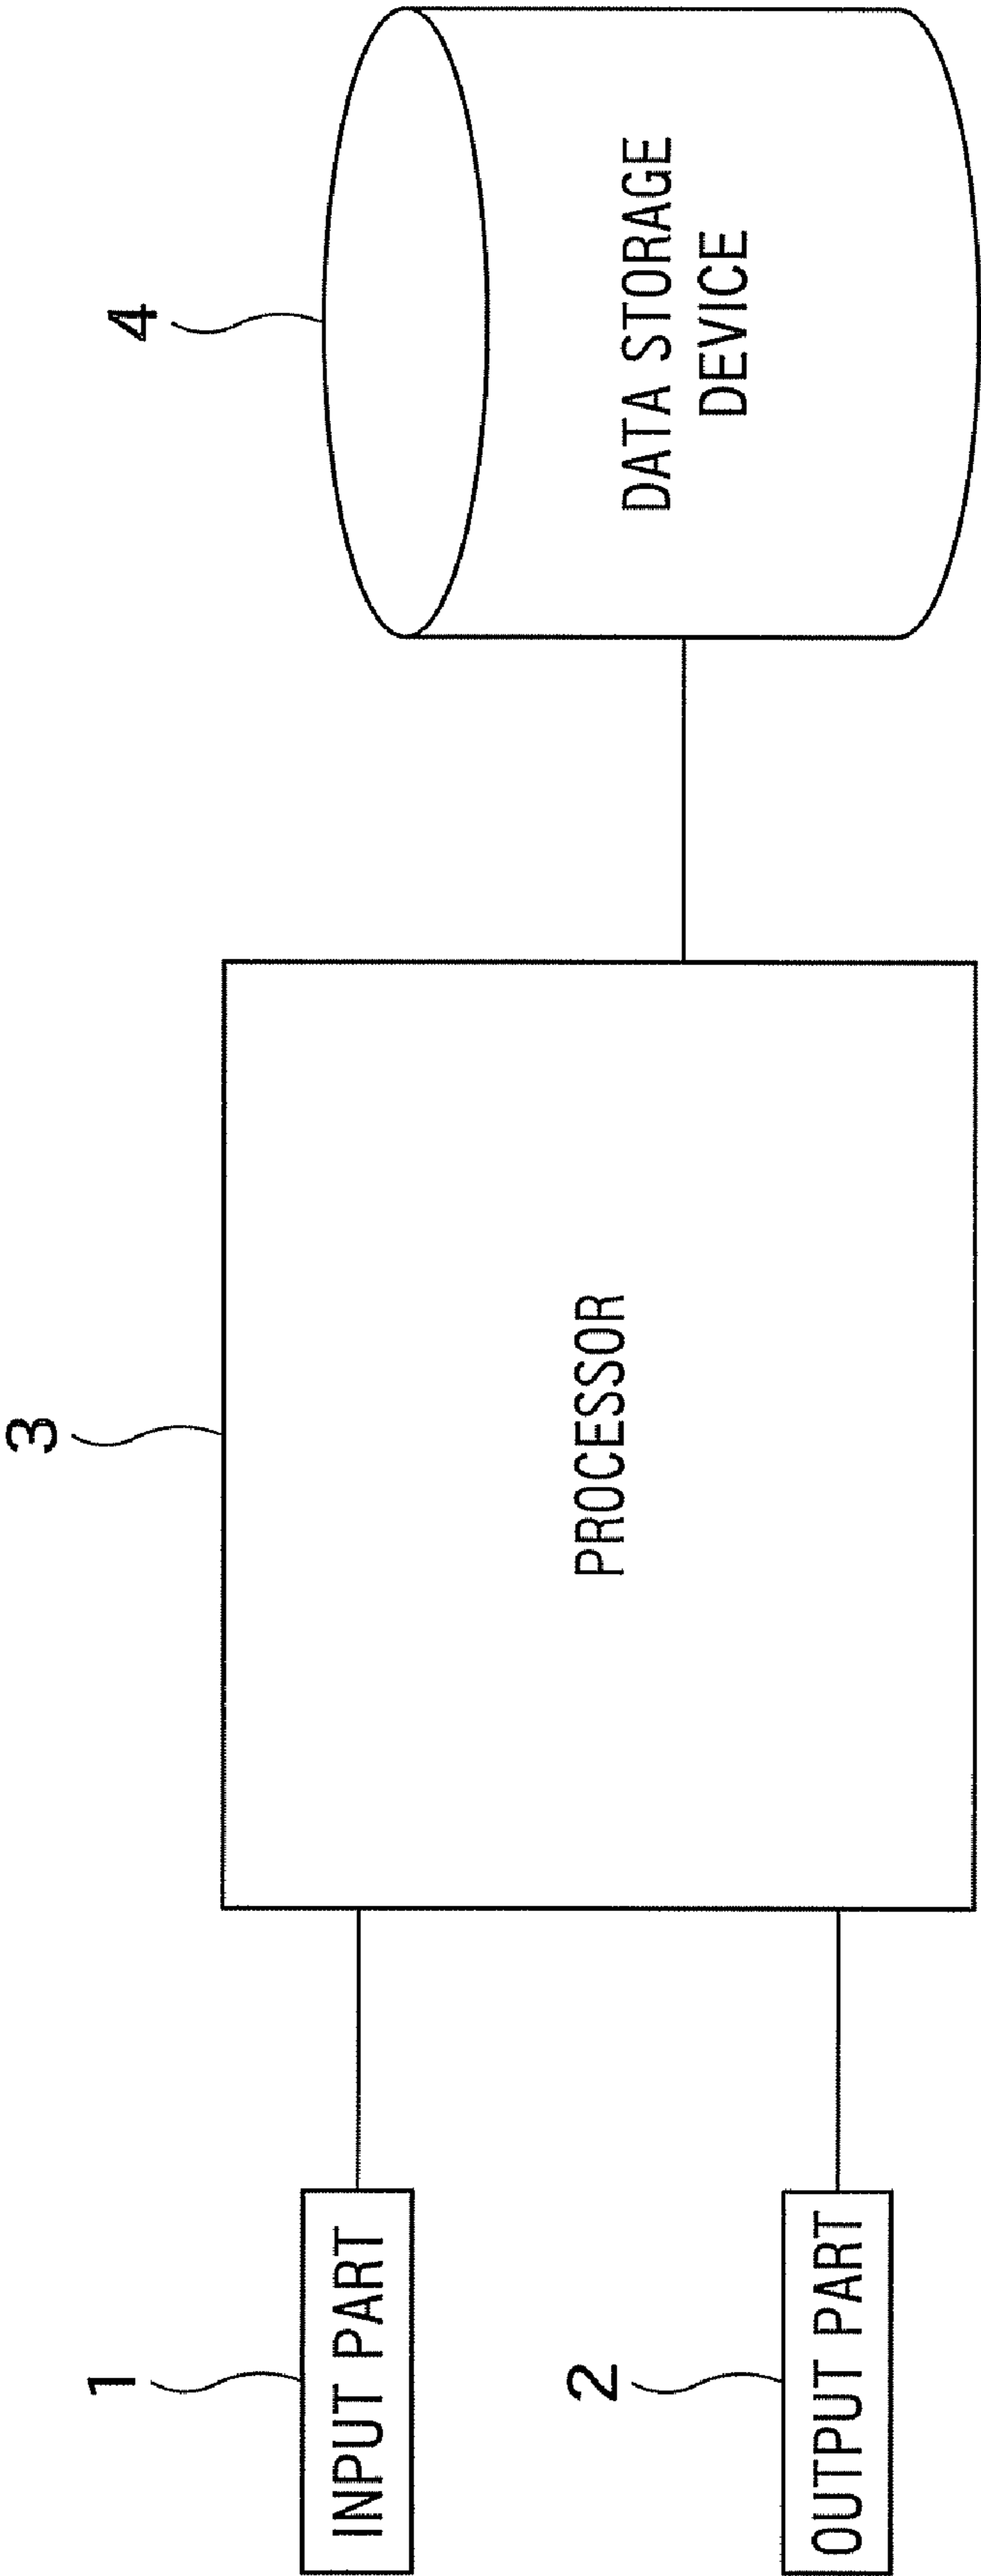 1
INPUT PART
2
OUTPUT PART
3
PROCESSOR
4
DATA STORAGE
DEVICE